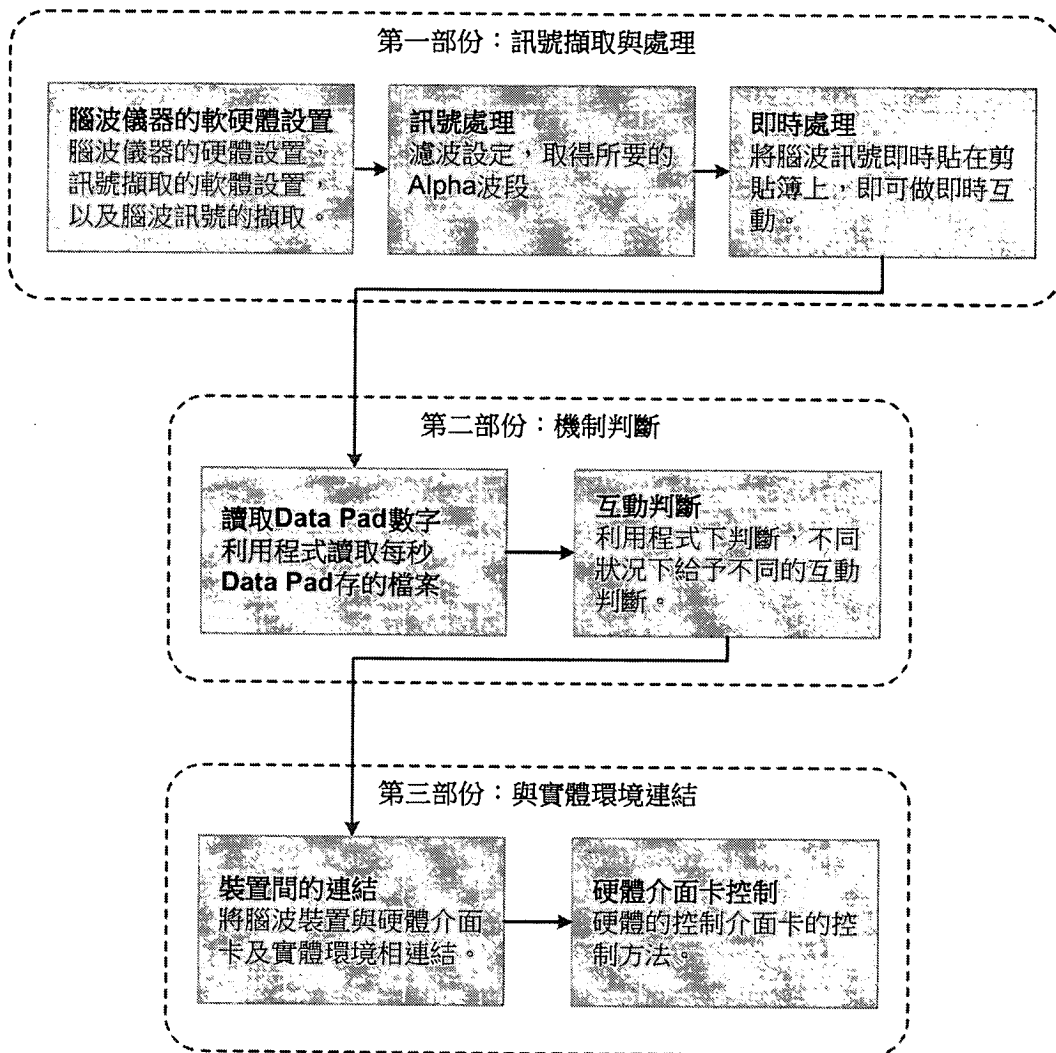 第一部份：訊號擷取與處理
腦波儀器的軟硬體設置
腦波儀器的硬體設置，
訊號擷取的軟體設置，
以及腦波訊號的擷取。
訊號處理
濾波設定，取得所要的
Alpha波段
即時處理
將腦波訊號即時貼在剪
貼簿上，即可做即時互
動。
第二部份：機制判斷
讀取Data Pad數字
利用程式讀取每秒
Data Pad存的檔案
互動判斷
利用程式下判斷，不同
狀況下給予不同的互動
判斷。
第三部份：與實體環境連結
裝置間的連結
將腦波裝置與硬體介面
卡及實體環境相連結。
硬體介面卡控制
硬體的控制介面卡的控
制方法。